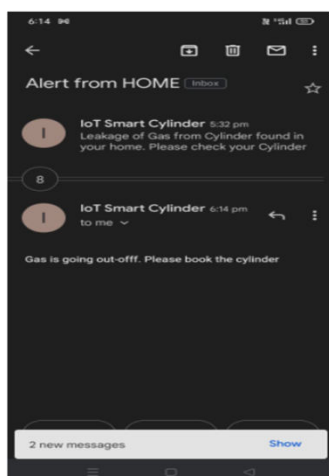 6:14
Alert from HOME Inbox
I
IoT Smart Cylinder 5:32 pm
Leakage of Gas from Cylinder found in
your home. Please check your Cylinder
8
I
IoT Smart Cylinder 6:14 pm
to me
Gas is going out-offf. Please book the cylinder
2 new messages Show